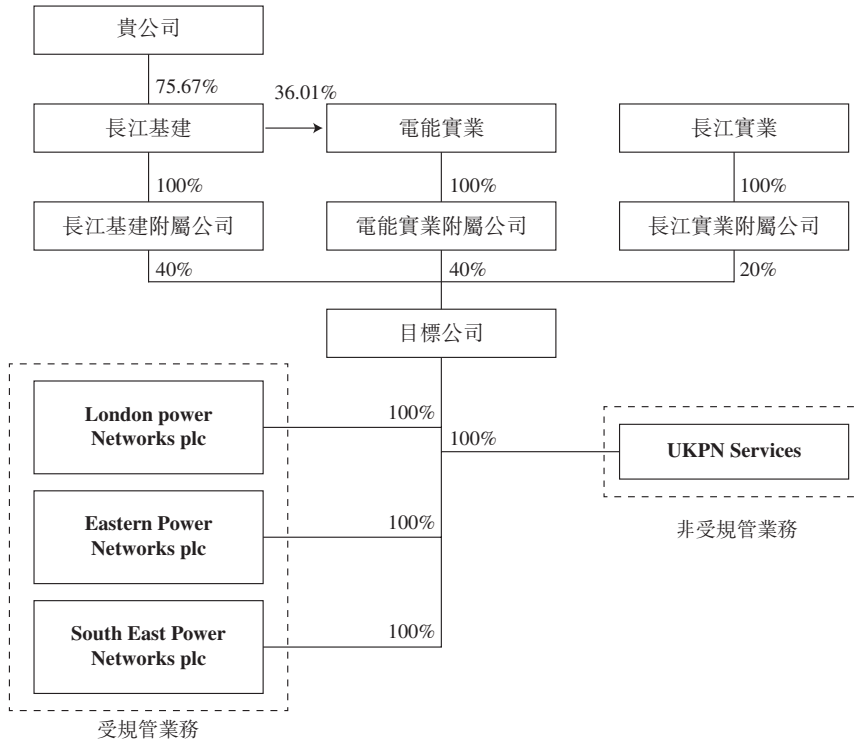 貴公司
75.67%
36.01%
長江基建
電能實業
長江實業
100%
100%
100%
長江基建附屬公司
電能實業附屬公司
長江實業附屬公司
40%
40%
20%
目標公司
London power
Networks plc
100%
100%
UKPN Services
Eastern Power
Networks plc
100%
非受規管業務
South East Power
Networks plc
100%
受規管業務